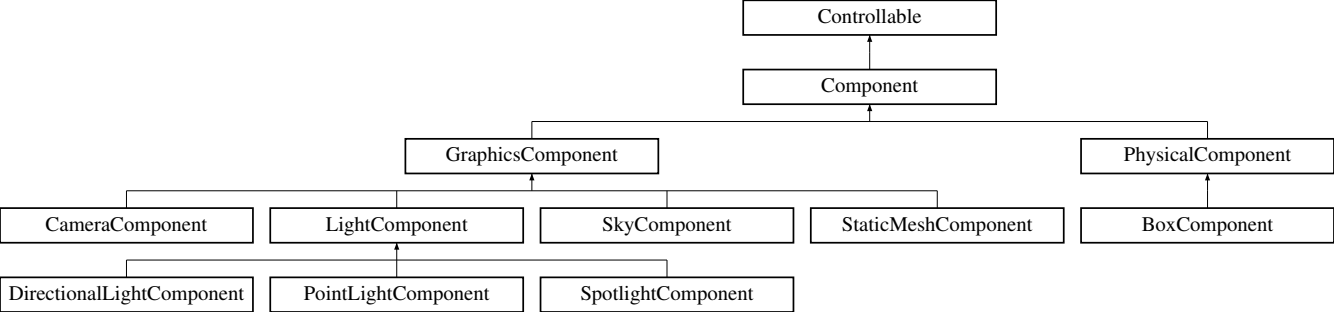 Controllable
Component
GraphicsComponent
PhysicalComponent
CameraComponent
LightComponent
SkyComponent
StaticMeshComponent
BoxComponent
DirectionalLightComponent
PointLightComponent
SpotlightComponent